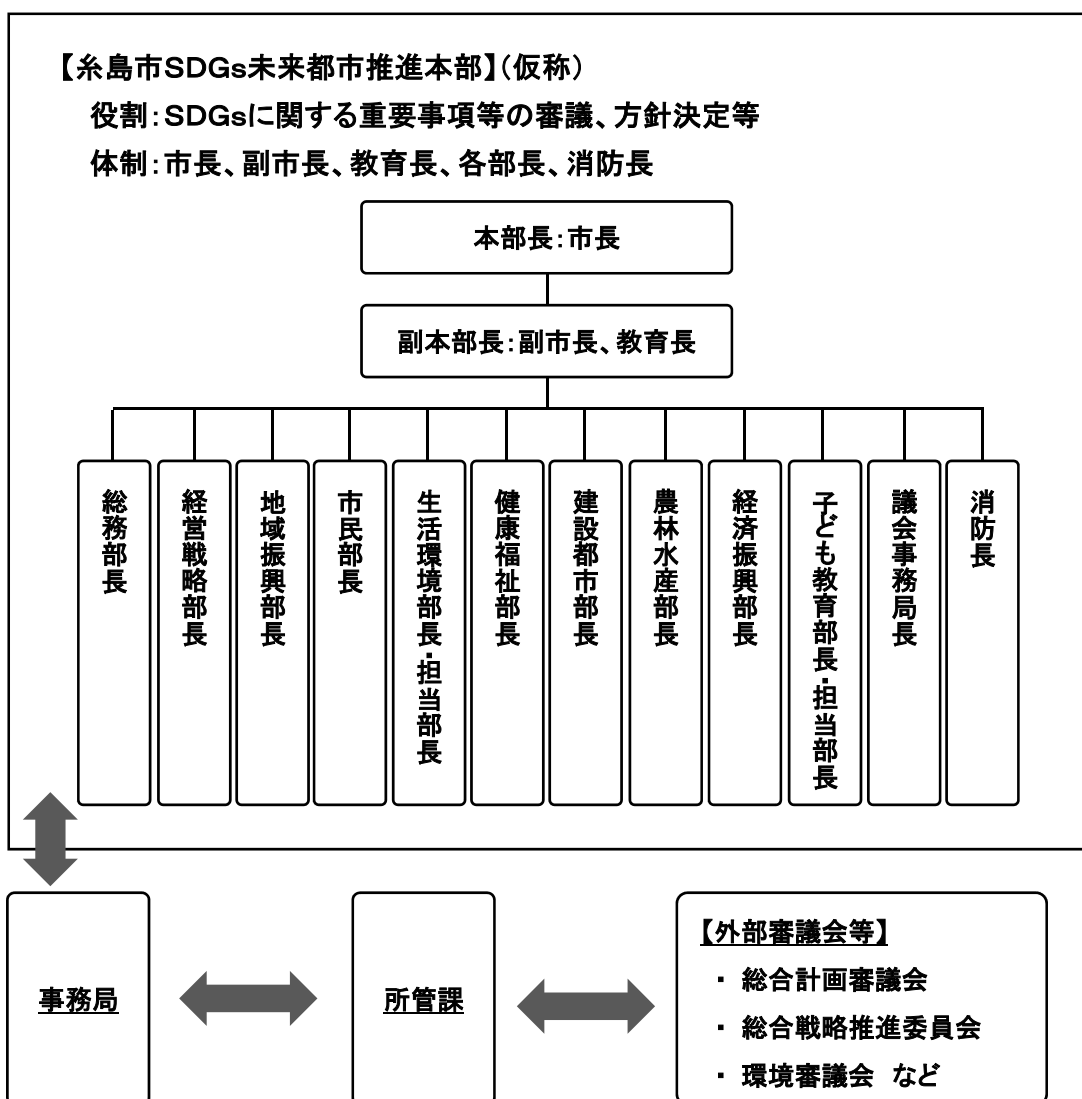 【糸島市SDGs未来都市推進本部】(仮称)
役割:SDGsに関する重要事項等の審議、方針決定等
体制:市長、副市長、教育長、各部長、消防長
本部長:市長
副本部長:副市長、教育長
総務部長
経営戦略部長
地域振興部長
市民部長
生活環境部長・担当部長
健康福祉部長
建設都市部長
農林水産部長
経済振興部長
子ども教育部長・担当部長
議会事務局長
消防長
事務局
所管課
【外部審議会等】
・ 総合計画審議会
・ 総合戦略推進委員会
・ 環境審議会 など